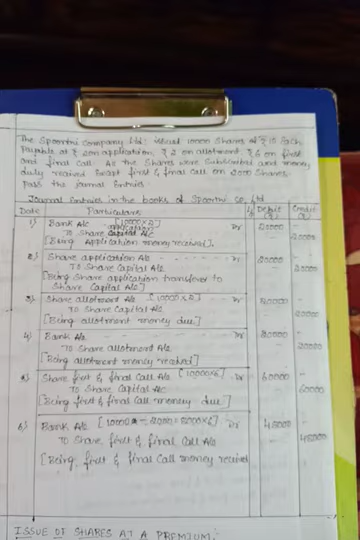 The Spoorthi Company Ltd. issued 10000 Shares of ₹10 Each
Payable at ₹ 2 on application, ₹ 2 on allotment, ₹ 6 on first
and final call. All the Shares were Subscribed and money
duly received Except first & final call on 2000 Shares
Pass the Journal Entries.
Journal Entries in the books of Spoorthi Co. Ltd
Date Particulars Lf Debit (₹) Credit (₹)
1) Bank A/c [10000×2] Dr 20000 -
To Share application A/c - 20000
[Being application money received].
2) Share application A/c - - - - Dr 20000 -
To Share Capital A/c - 20000
[Being Share application transfer to
Share Capital A/c]
3) Share allotment A/c [10000×2] Dr 20000 -
To Share Capital A/c - 20000
[Being allotment money due]
4) Bank A/c - - - - Dr 20000 -
To Share allotment A/c - 20000
[Being allotment money received]
5) Share first & final Call A/c [10000×6] Dr 60000 -
To Share Capital A/c - 60000
[Being first & final Call money due]
6) Bank A/c [10000 - 2000 = 8000×6] Dr 48000 -
To Share first & final Call A/c - 48000
[Being first & final Call money received
ISSUE OF SHARES AT A PREMIUM: